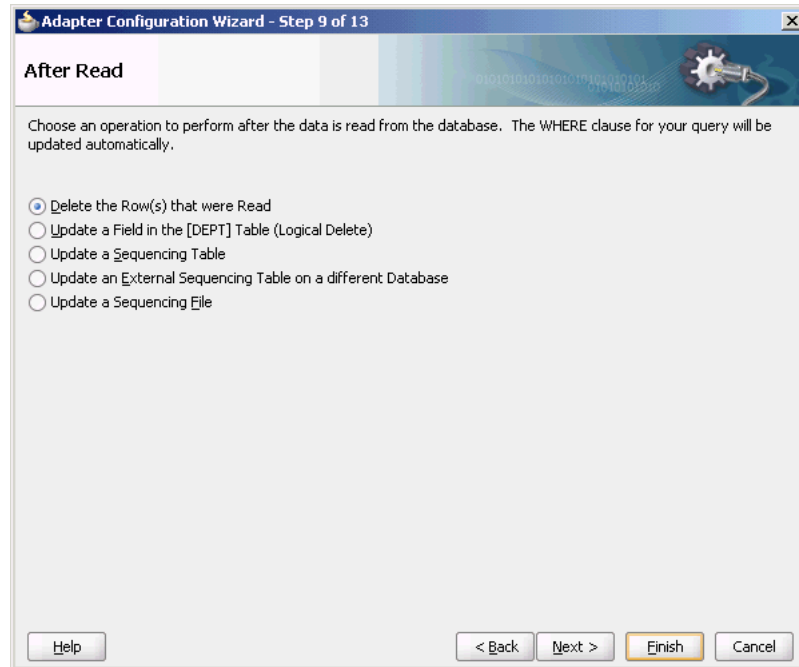 Adapter Configuration Wizard - Step 9 of 13
After Read
Choose an operation to perform after the data is read from the database. The WHERE clause for your query will be
updated automatically.
Delete the Row(s) that were Read
Update a Field in the [DEPT] Table (Logical Delete)
Update a Sequencing Table
Update an External Sequencing Table on a different Database
Update a Sequencing File
Help
< Back
Next >
Finish
Cancel